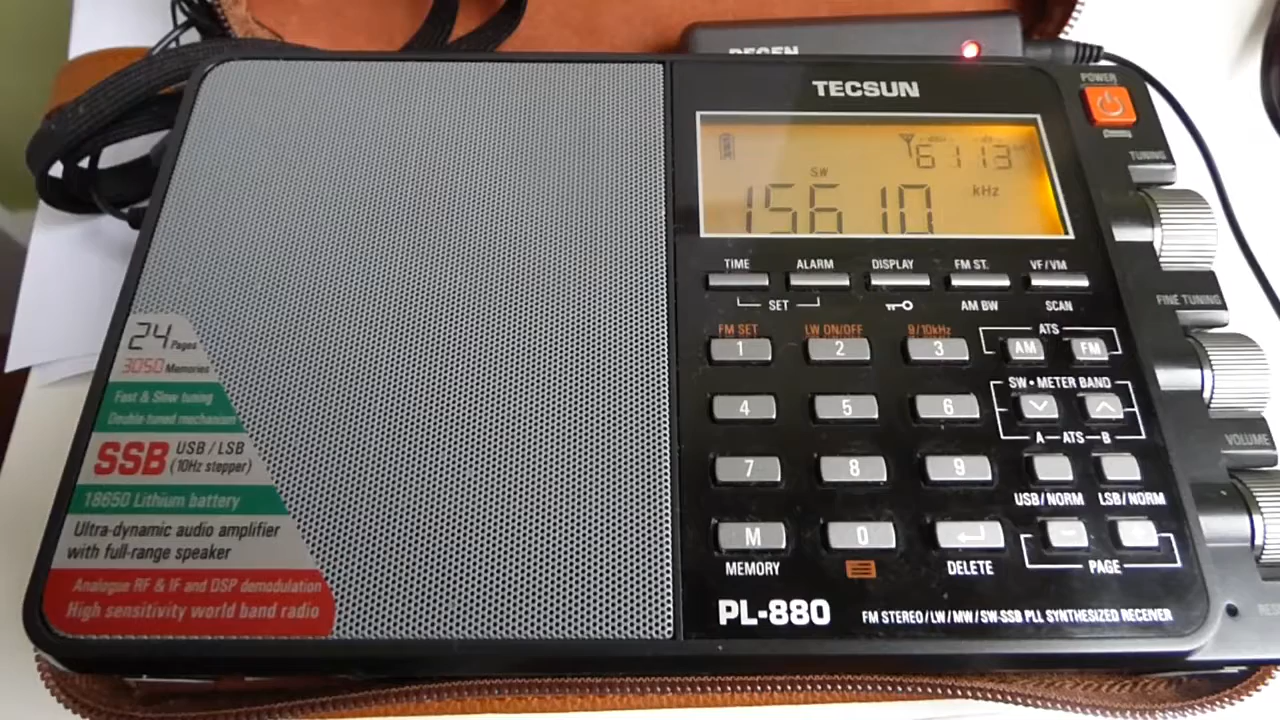 DEGEN
TECSUN
POWER
TUNING
SW
15610 kHz
TIME ALARM DISPLAY FM ST. VF/VM
SET AM BW SCAN
FM SET LW ON/OFF 9/10kHz ATS
1 2 3 AM FM
SW • METER BAND
4 5 6
A—ATS—B
7 8 9
USB/NORM LSB/NORM
M 0 - +
MEMORY DELETE PAGE
PL-880 FM STEREO/LW/MW/SW-SSB PLL SYNTHESIZED RECEIVER
FINE TUNING
VOLUME
24 Pages
3050 Memories
Fast & Slow tuning
Double-tuned mechanism
SSB USB/LSB
(10Hz stepper)
18650 Lithium battery
Ultra-dynamic audio amplifier
with full-range speaker
Analogue RF & IF and DSP demodulation
High sensitivity world band radio